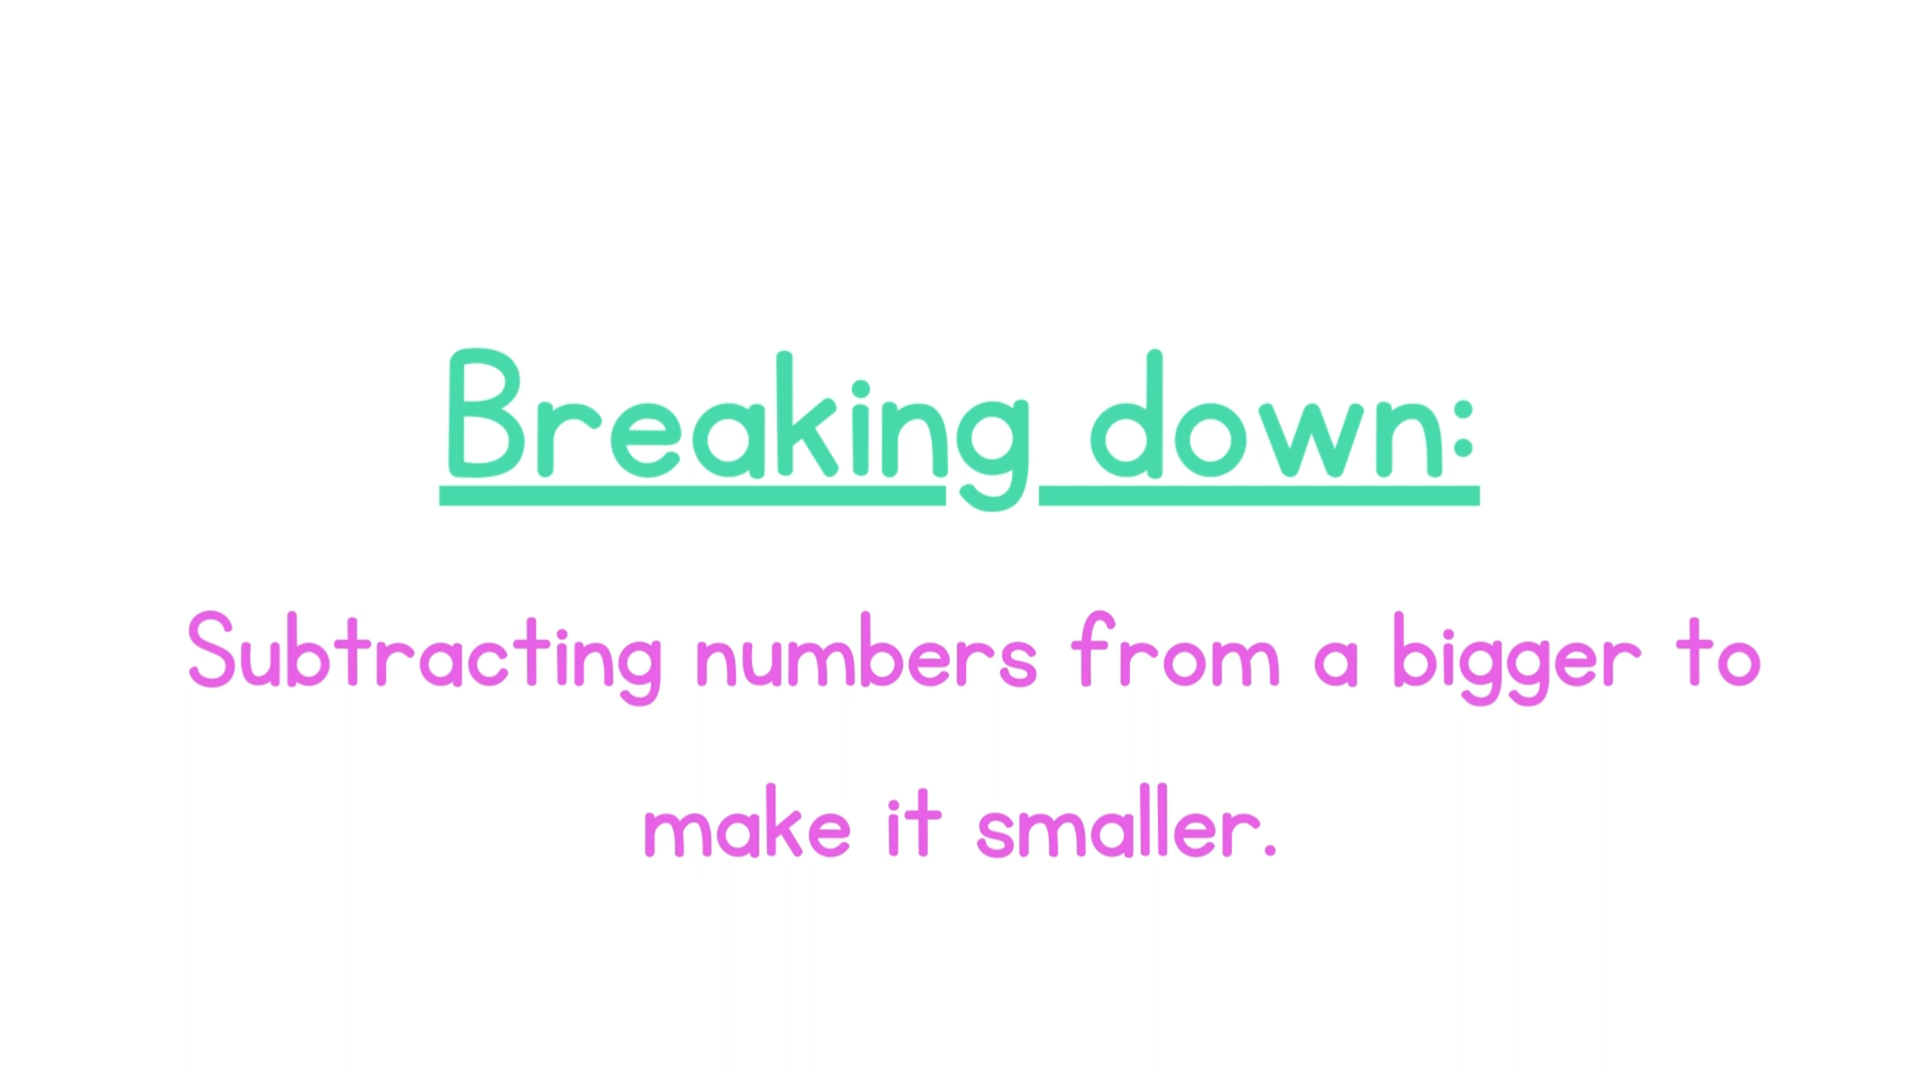 Breaking down:
Subtracting numbers from a bigger to
make it smaller.